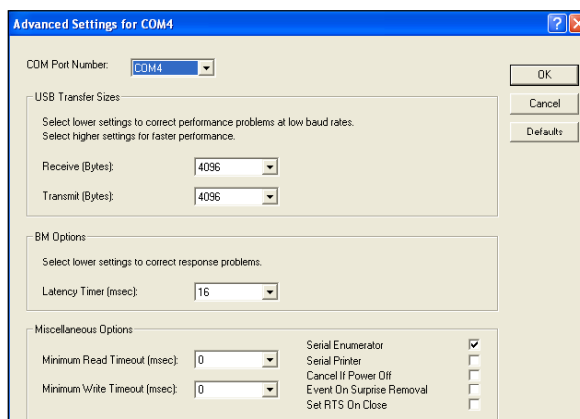 Advanced Settings for COM4
COM Port Number: COM4
OK
Cancel
Defaults
USB Transfer Sizes
Select lower settings to correct performance problems at low baud rates.
Select higher settings for faster performance.
Receive (Bytes): 4096
Transmit (Bytes): 4096
BM Options
Select lower settings to correct response problems.
Latency Timer (msec): 16
Miscellaneous Options
Minimum Read Timeout (msec): 0
Minimum Write Timeout (msec): 0
Serial Enumerator
Serial Printer
Cancel If Power Off
Event On Surprise Removal
Set RTS On Close